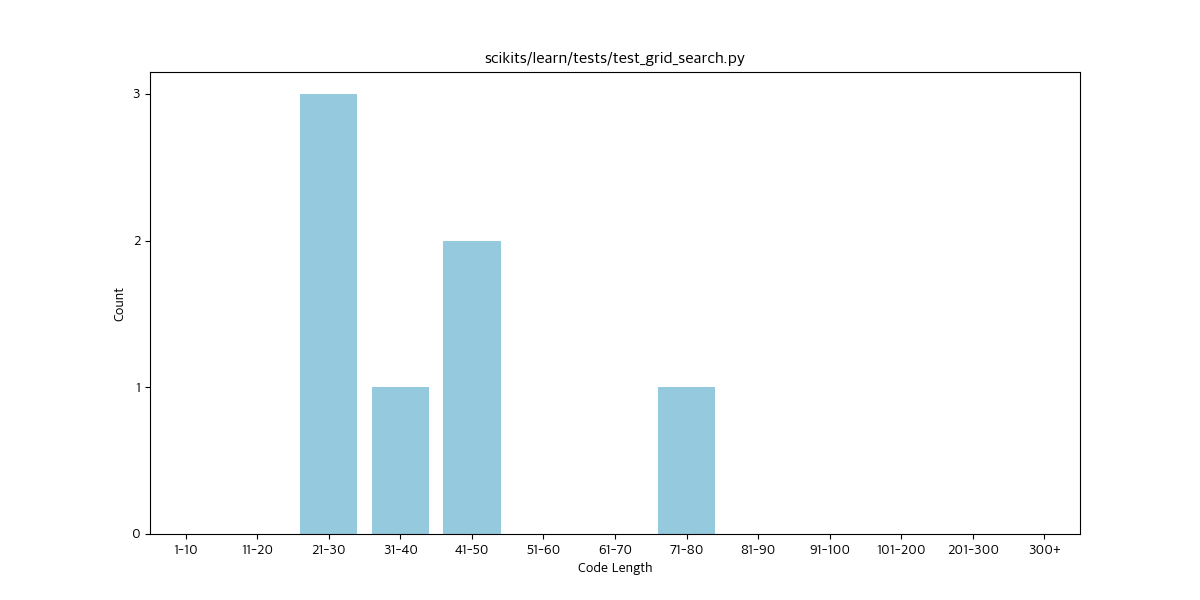 scikits/learn/tests/test_grid_search.py
3
2
1
0
Count
1-10 11-20 21-30 31-40 41-50 51-60 61-70 71-80 81-90 91-100 101-200 201-300 300+
Code Length